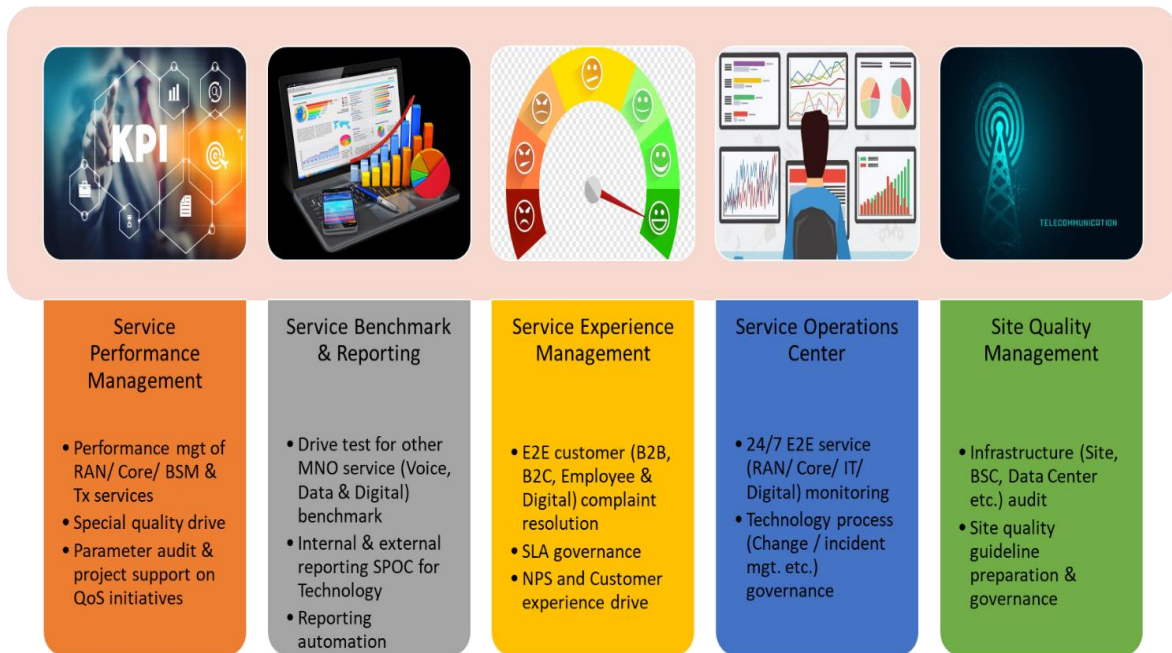 KPI
TELECOMMUNICATION
Service
Performance
Management
• Performance mgt of
RAN/ Core/ BSM &
Tx services
• Special quality drive
• Parameter audit &
project support on
QoS initiatives
Service Benchmark
& Reporting
• Drive test for other
MNO service (Voice,
Data & Digital)
benchmark
• Internal & external
reporting SPOC for
Technology
• Reporting
automation
Service Experience
Management
• E2E customer (B2B,
B2C, Employee &
Digital) complaint
resolution
• SLA governance
• NPS and Customer
experience drive
Service Operations
Center
• 24/7 E2E service
(RAN/ Core/ IT/
Digital) monitoring
• Technology process
(Change / incident
mgt. etc.)
governance
Site Quality
Management
• Infrastructure (Site,
BSC, Data Center
etc.) audit
• Site quality
guideline
preparation &
governance